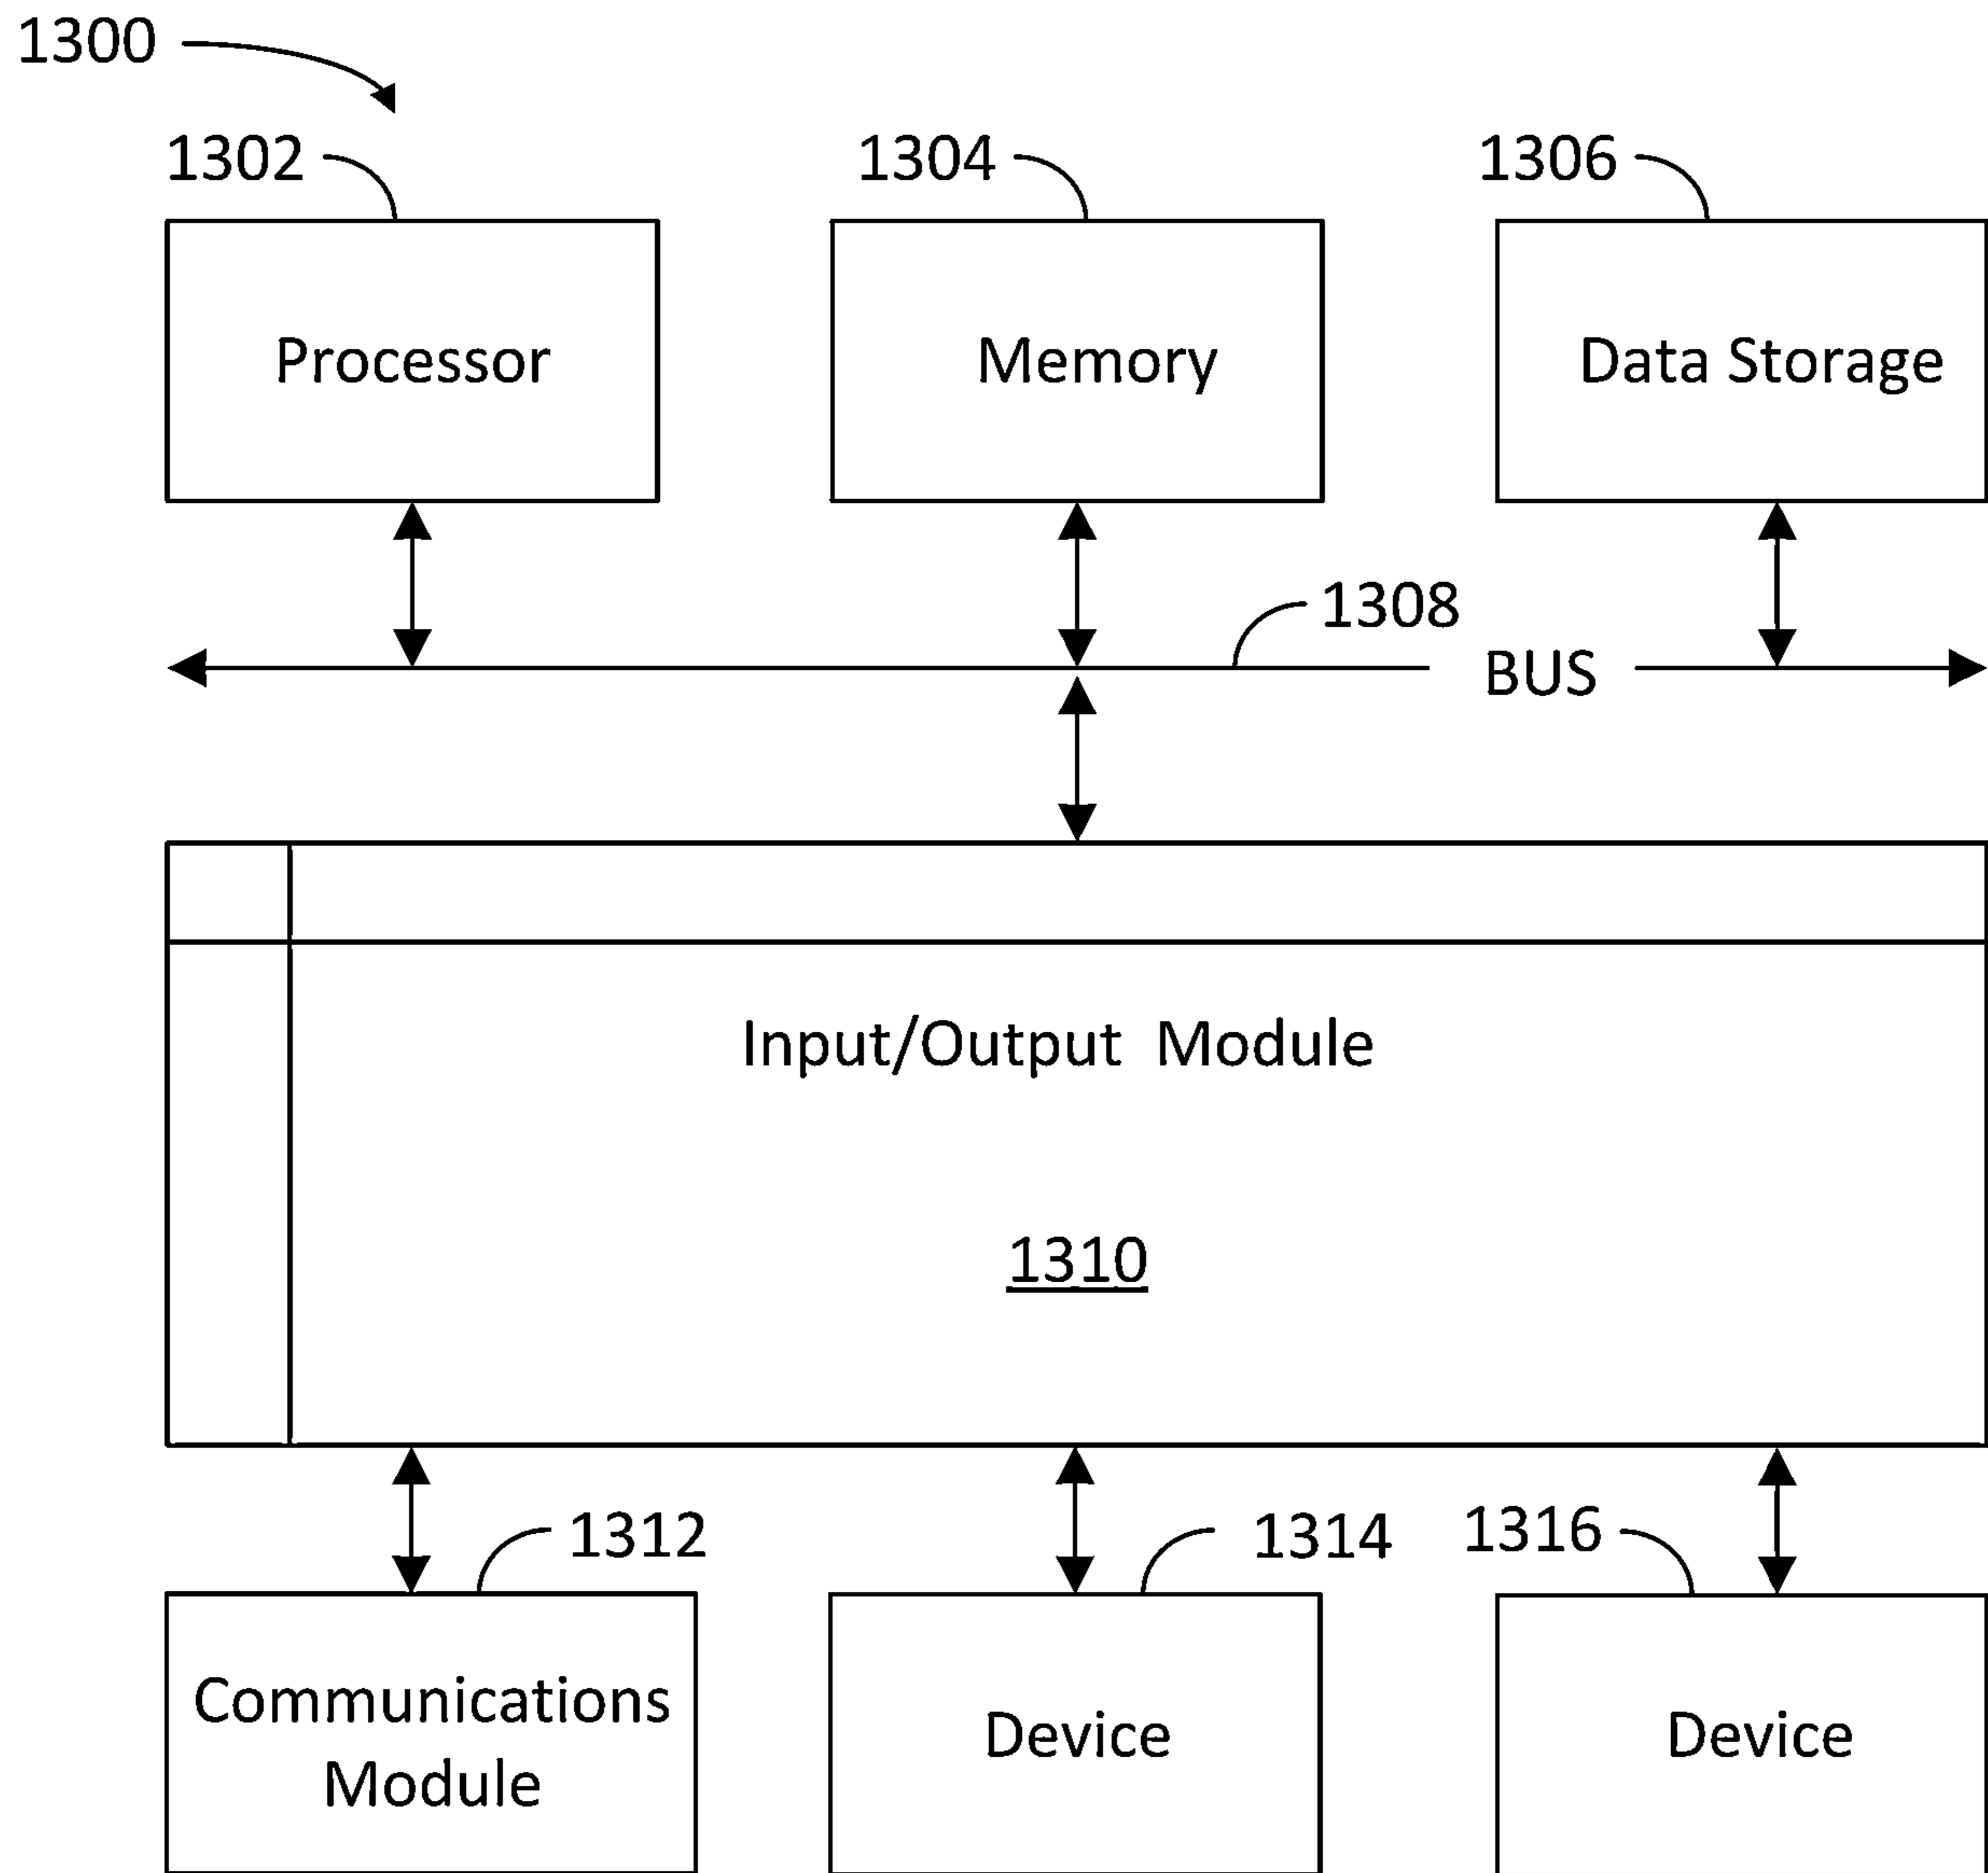 1300
1302
1304
1306
Processor
Memory
Data Storage
1308
BUS
Input/Output Module
1310
1312
1314
1316
Communications
Module
Device
Device